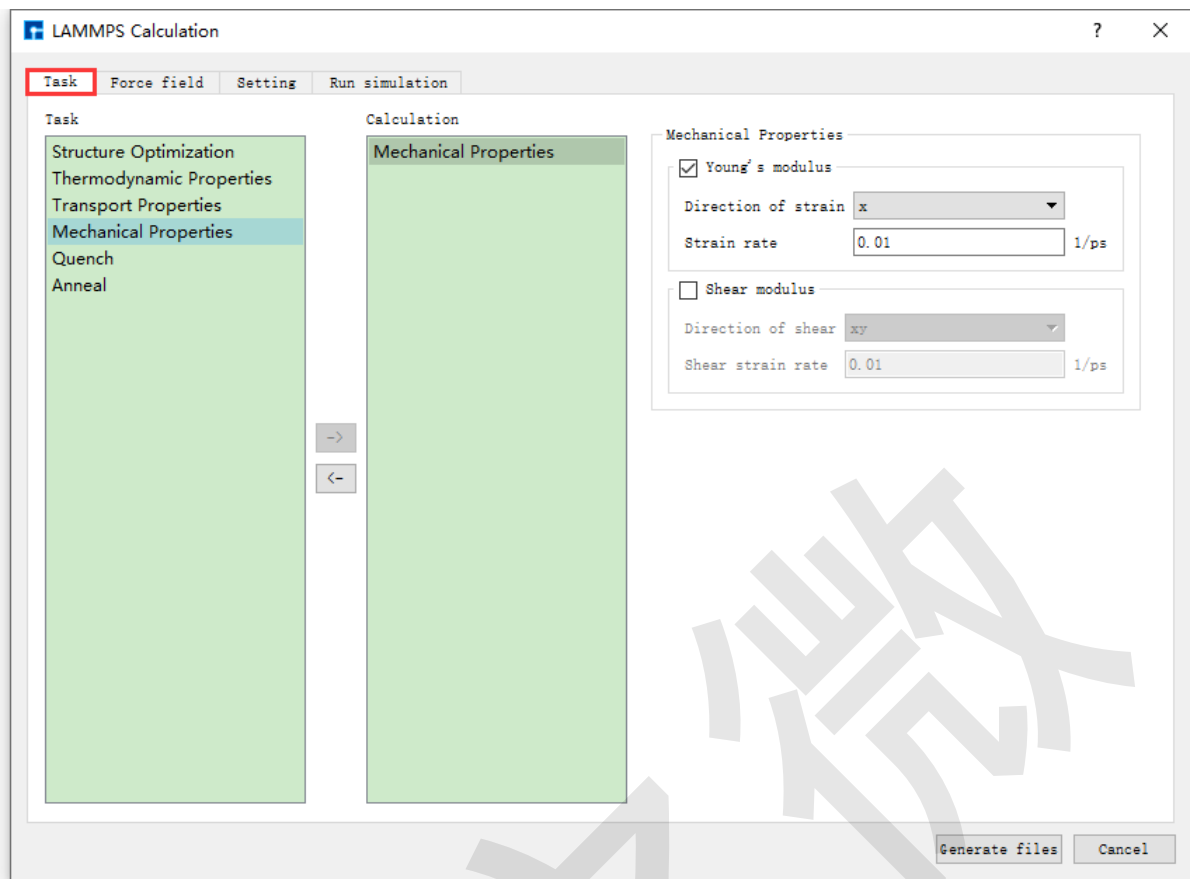 LAMMPS Calculation
?
Task Force field Setting Run simulation
Task
Structure Optimization
Thermodynamic Properties
Transport Properties
Mechanical Properties
Quench
Anneal
->
<-
Calculation
Mechanical Properties
Mechanical Properties
Young's modulus
Direction of strain x
Strain rate 0.01 1/ps
Shear modulus
Direction of shear xy
Shear strain rate 0.01 1/ps
Generate files Cancel
微